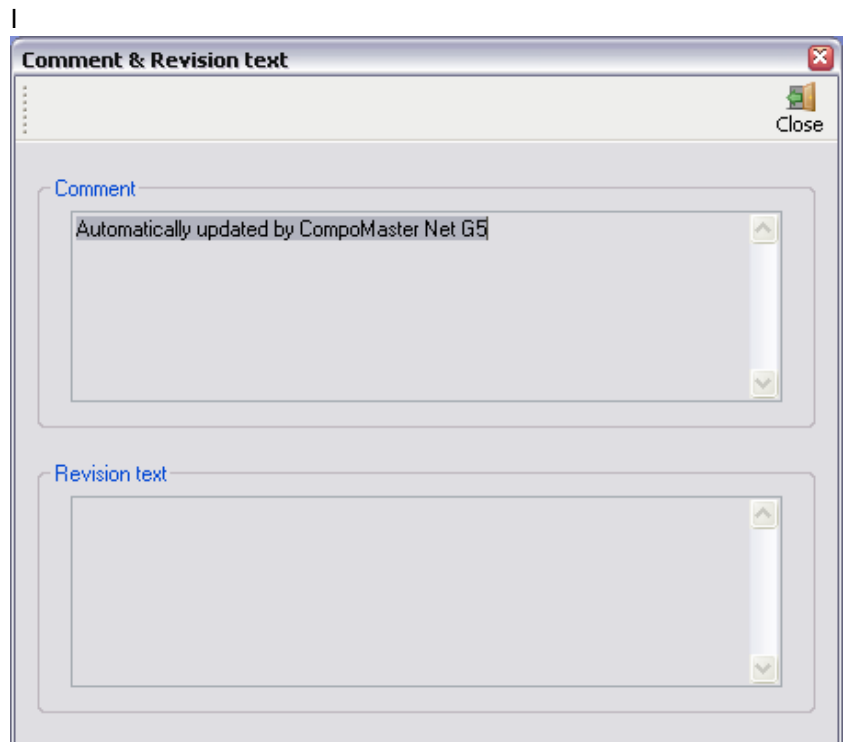 I
Comment & Revision text
Close
Comment
Automatically updated by CompoMaster Net G5
Revision text